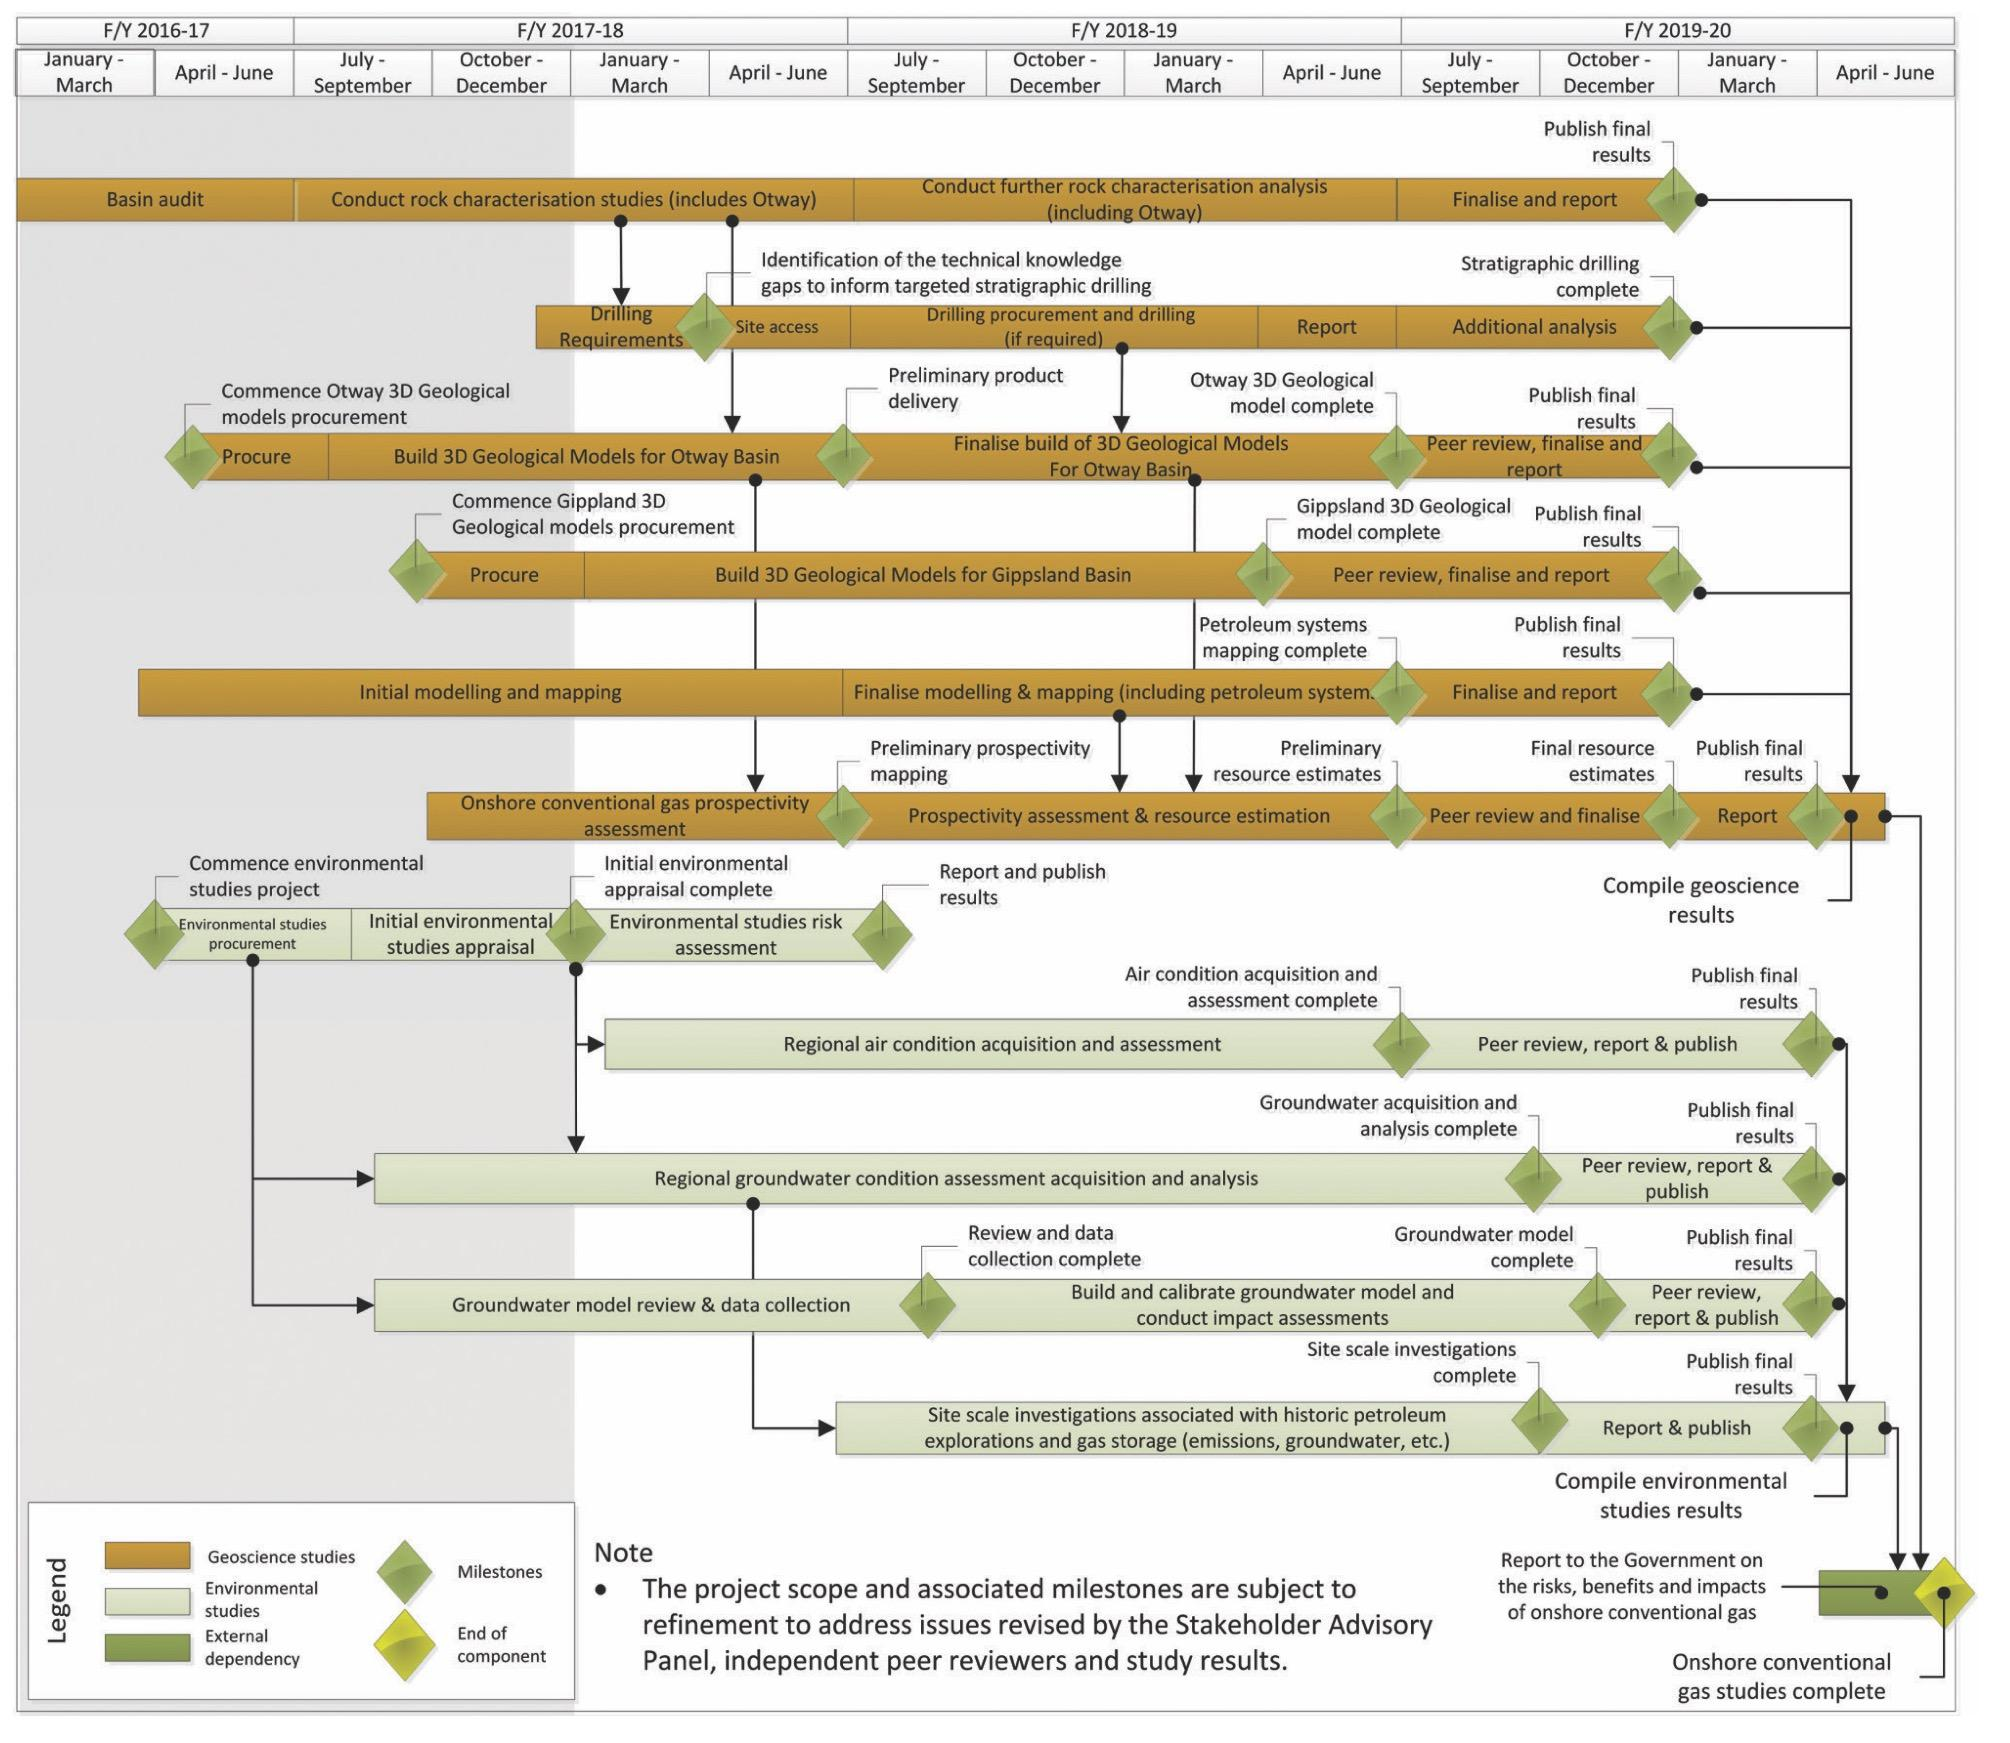 F/Y 2016-17
F/Y 2017-18
F/Y 2018-19
F/Y 2019-20
January -
March
April - June
July -
September
October -
December
January -
March
April - June
July -
September
October -
December
January -
March
April - June
July -
September
October -
December
January -
March
April - June
Publish final
results
Basin audit
Conduct rock characterisation studies (includes Otway)
Conduct further rock characterisation analysis
(including Otway)
Finalise and report
Identification of the technical knowledge
gaps to inform targeted stratigraphic drilling
Stratigraphic drilling
complete
Drilling
Requirements
Site access
Drilling procurement and drilling
(if required)
Report
Additional analysis
Commence Otway 3D Geological
models procurement
Preliminary product
delivery
Otway 3D Geological
model complete
Publish final
results
Procure
Build 3D Geological Models for Otway Basin
Finalise build of 3D Geological Models
For Otway Basin
Peer review, finalise and
report
Commence Gippland 3D
Geological models procurement
Gippsland 3D Geological
model complete
Publish final
results
Procure
Build 3D Geological Models for Gippsland Basin
Peer review, finalise and report
Petroleum systems
mapping complete
Publish final
results
Initial modelling and mapping
Finalise modelling & mapping (including petroleum system
Finalise and report
Preliminary prospectivity
mapping
Preliminary
resource estimates
Final resource
estimates
Publish final
results
Onshore conventional gas prospectivity
assessment
Prospectivity assessment & resource estimation
Peer review and finalise
Report
Compile geoscience
results
Commence environmental
studies project
Initial environmental
appraisal complete
Report and publish
results
Environmental studies
procurement
Initial environmental
studies appraisal
Environmental studies risk
assessment
Air condition acquisition and
assessment complete
Publish final
results
Regional air condition acquisition and assessment
Peer review, report & publish
Groundwater acquisition and
analysis complete
Publish final
results
Regional groundwater condition assessment acquisition and analysis
Peer review, report &
publish
Review and data
collection complete
Groundwater model
complete
Publish final
results
Groundwater model review & data collection
Build and calibrate groundwater model and
conduct impact assessments
Peer review,
report & publish
Site scale investigations
complete
Publish final
results
Site scale investigations associated with historic petroleum
explorations and gas storage (emissions, groundwater, etc.)
Report & publish
Compile environmental
studies results
Report to the Government on
the risks, benefits and impacts
of onshore conventional gas
Onshore conventional
gas studies complete
Legend
Geoscience studies
Environmental
studies
External
dependency
Milestones
End of
component
Note
• The project scope and associated milestones are subject to
refinement to address issues revised by the Stakeholder Advisory
Panel, independent peer reviewers and study results.